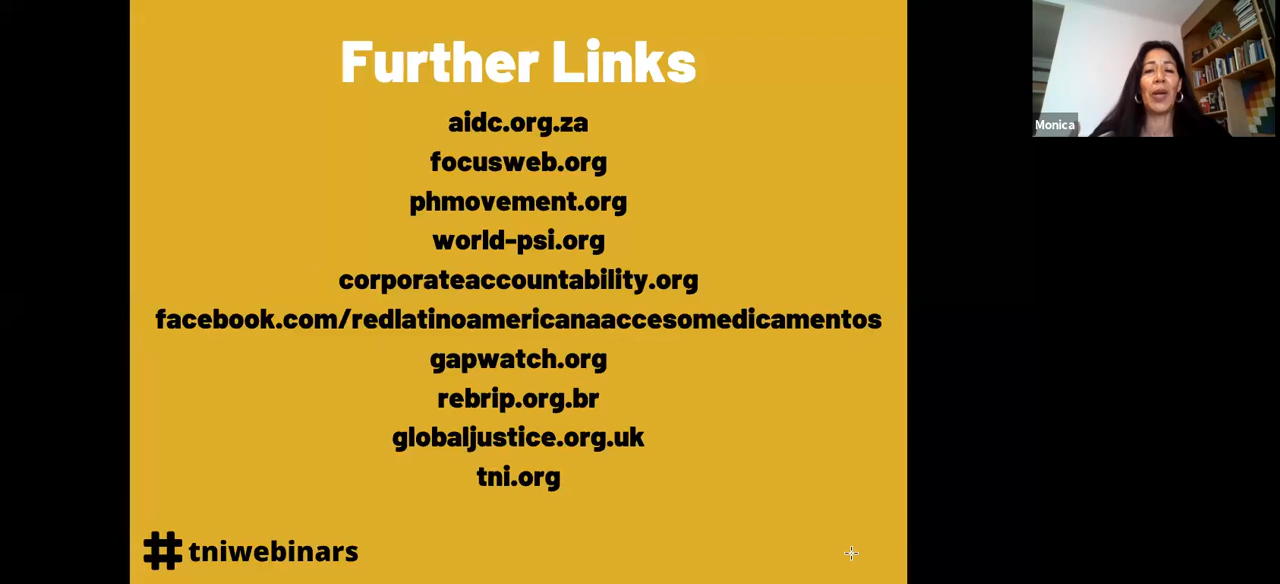 Further Links
aidc.org.za
focusweb.org
phmovement.org
world-psi.org
corporateaccountability.org
facebook.com/redlatinoamericanaaccesomedicamentos
gapwatch.org
rebrip.org.br
globaljustice.org.uk
tni.org
#tniwebinars
Monica